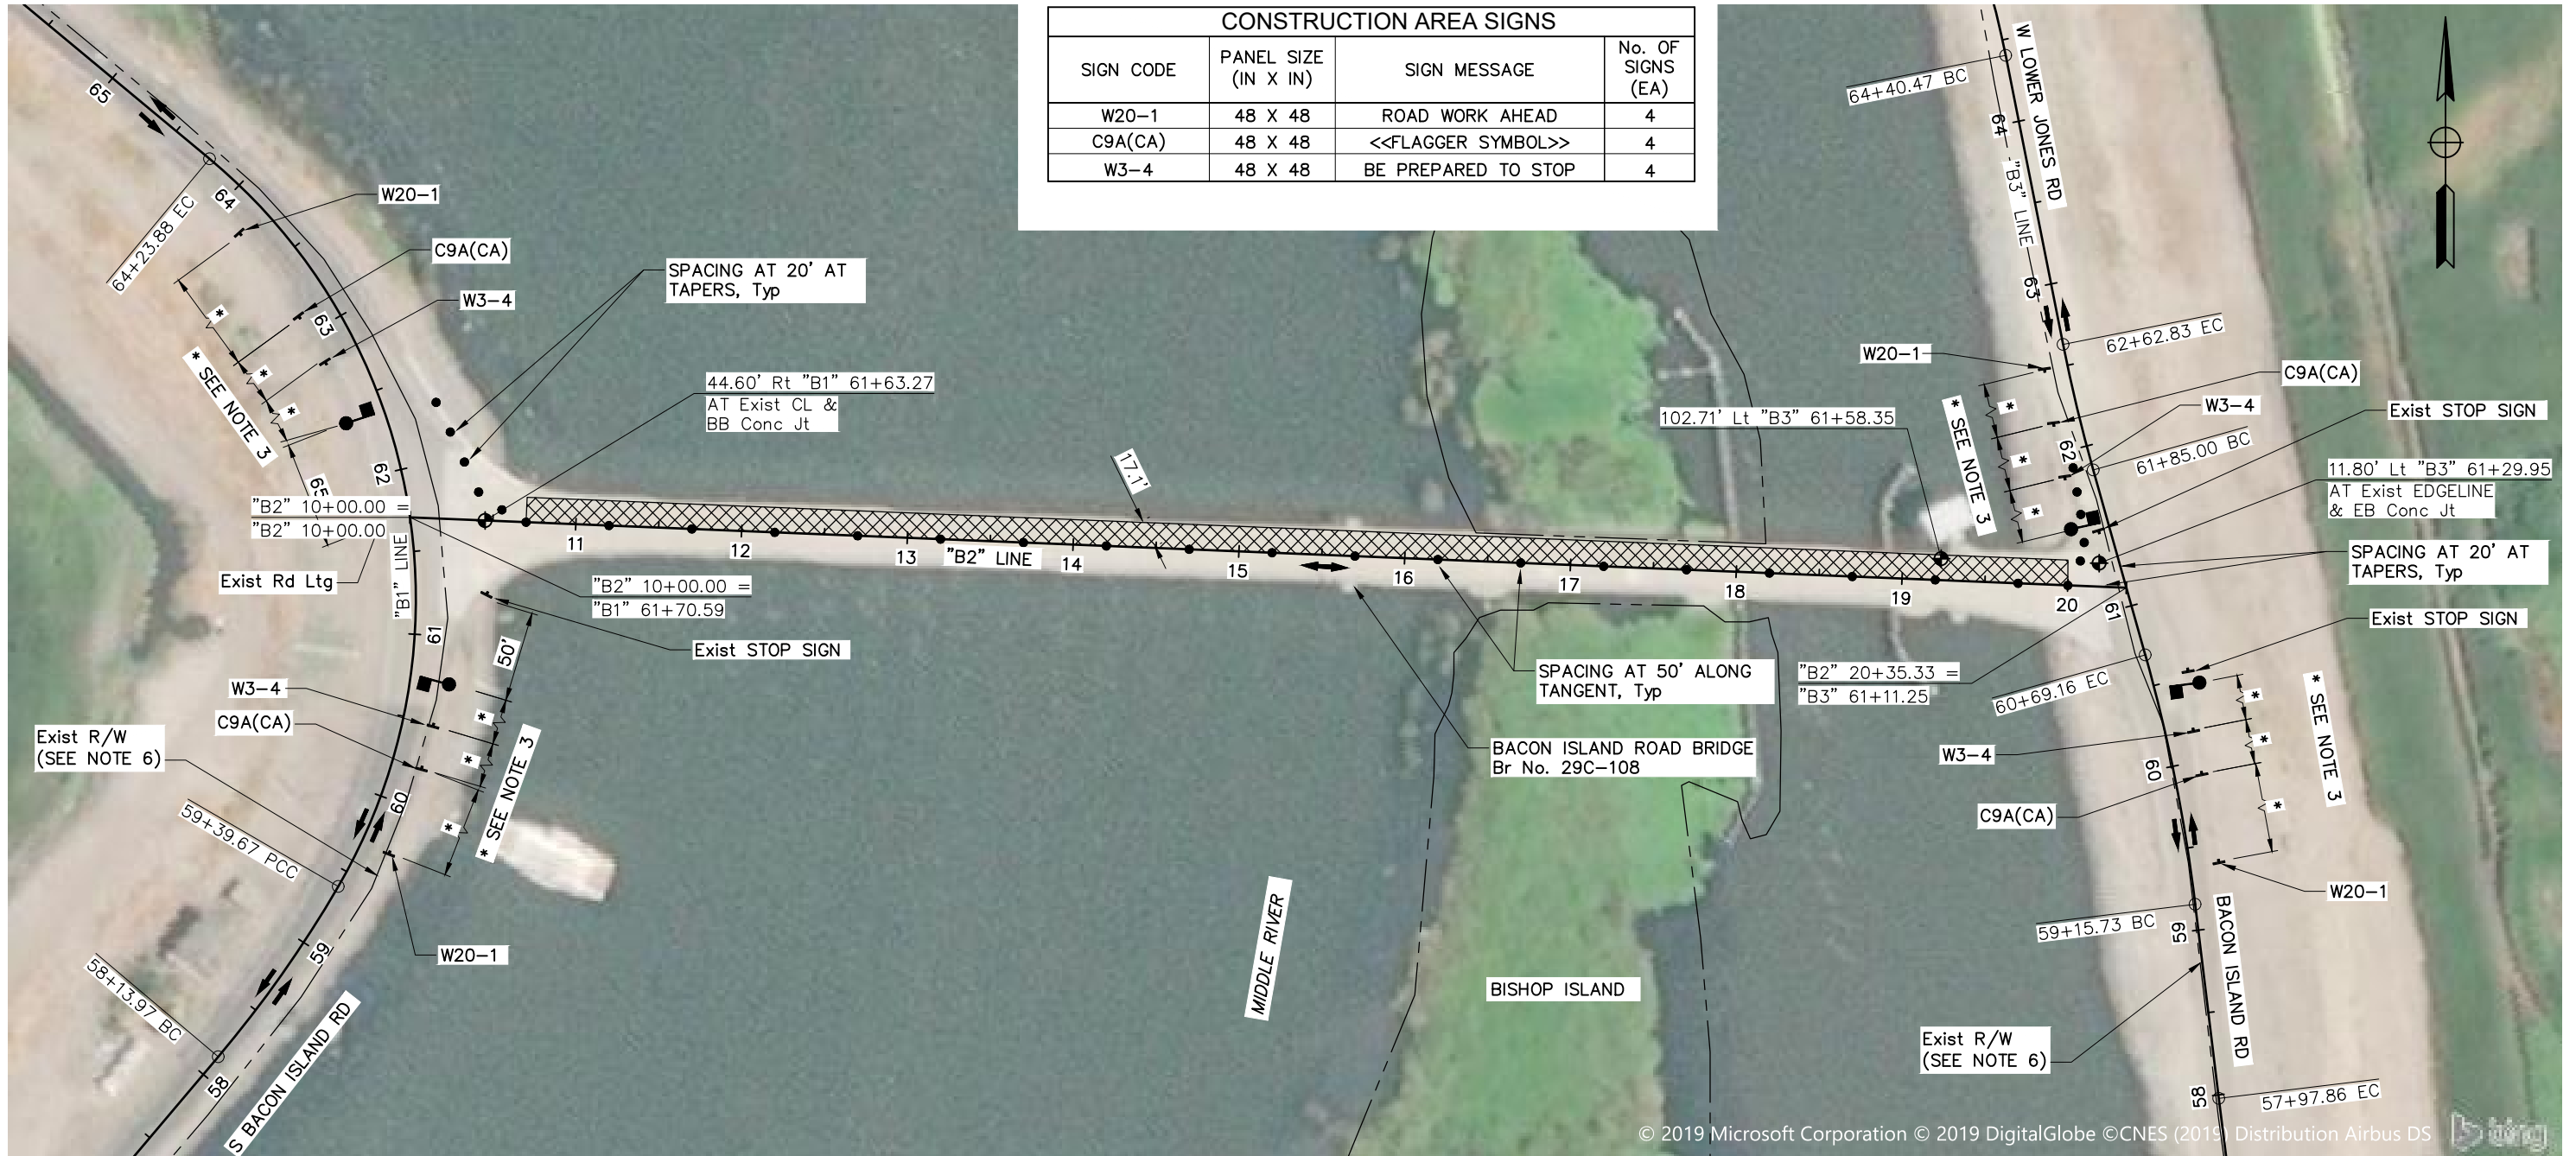 CONSTRUCTION AREA SIGNS
SIGN CODE
PANEL SIZE
(IN X IN)
SIGN MESSAGE
No. OF
SIGNS
(EA)
W20-1
48 X 48
ROAD WORK AHEAD
4
C9A(CA)
48 X 48
<<FLAGGER SYMBOL>>
4
W3-4
48 X 48
BE PREPARED TO STOP
4
65
64
64+23.88 EC
W20-1
C9A(CA)
W3-4
63
*
*
*
* SEE NOTE 3
62
65
SPACING AT 20' AT
TAPERS, Typ
44.60' Rt "B1" 61+63.27
AT Exist CL &
BB Conc Jt
"B2" 10+00.00 =
"B2" 10+00.00
"B1" LINE
Exist Rd Ltg
"B2" 10+00.00 =
"B1" 61+70.59
Exist STOP SIGN
61
50'
W3-4
C9A(CA)
*
*
*
* SEE NOTE 3
Exist R/W
(SEE NOTE 6)
60
59+39.67 PCC
W20-1
59
58+13.97 BC
58
S BACON ISLAND RD
11
12
13
"B2" LINE
14
15
16
17
18
19
20
17.1'
SPACING AT 50' ALONG
TANGENT, Typ
BACON ISLAND ROAD BRIDGE
Br No. 29C-108
MIDDLE RIVER
BISHOP ISLAND
64+40.47 BC
W LOWER JONES RD
64
"B3" LINE
63
62+62.83 EC
W20-1
C9A(CA)
W3-4
Exist STOP SIGN
102.71' Lt "B3" 61+58.35
*
*
*
* SEE NOTE 3
62
61+85.00 BC
11.80' Lt "B3" 61+29.95
AT Exist EDGELINE
& EB Conc Jt
SPACING AT 20' AT
TAPERS, Typ
61
Exist STOP SIGN
"B2" 20+35.33 =
"B3" 61+11.25
60+69.16 EC
*
*
*
* SEE NOTE 3
W3-4
60
C9A(CA)
W20-1
59+15.73 BC
59
BACON ISLAND RD
Exist R/W
(SEE NOTE 6)
58
57+97.86 EC
© 2019 Microsoft Corporation © 2019 DigitalGlobe ©CNES (2019) Distribution Airbus DS
bing